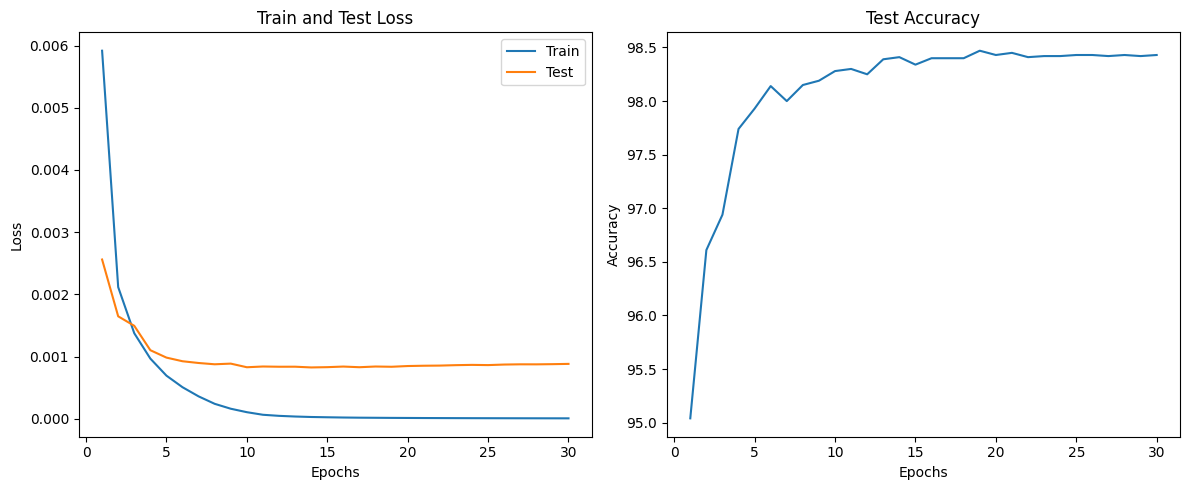 Train and Test Loss
0.006
0.005
0.004
0.003
0.002
0.001
0.000
Loss
0 5 10 15 20 25 30
Epochs
Train
Test
Test Accuracy
98.5
98.0
97.5
97.0
96.5
96.0
95.5
95.0
Accuracy
0 5 10 15 20 25 30
Epochs